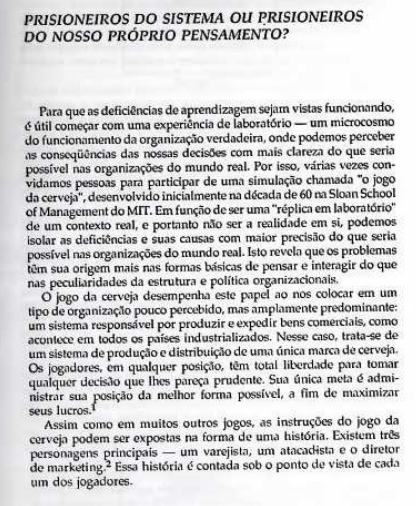 PRISIONEIROS DO SISTEMA OU PRISIONEIROS
DO NOSSO PRÓPRIO PENSAMENTO?
Para que as deficiências de aprendizagem sejam vistas funcionando,
é útil começar com uma experiência de laboratório — um microcosmo
do funcionamento da organização verdadeira, onde podemos perceber
as conseqüências das nossas decisões com mais clareza do que seria
possível nas organizações do mundo real. Por isso, várias vezes con-
vidamos pessoas para participar de uma simulação chamada "o jogo
da cerveja", desenvolvido inicialmente na década de 60 na Sloan School
of Management do MIT. Em função de ser uma "réplica em laboratório"
de um contexto real, e portanto não ser a realidade em si, podemos
isolar as deficiências e suas causas com maior precisão do que seria
possível nas organizações do mundo real. Isto revela que os problemas
têm sua origem mais nas formas básicas de pensar e interagir do que
nas peculiaridades da estrutura e política organizacionais.
O jogo da cerveja desempenha este papel ao nos colocar em um
tipo de organização pouco percebido, mas amplamente predominante:
um sistema responsável por produzir e expedir bens comerciais, como
acontece em todos os países industrializados. Nesse caso, trata-se de
um sistema de produção e distribuição de uma única marca de cerveja.
Os jogadores, em qualquer posição, têm total liberdade para tomar
qualquer decisão que lhes pareça prudente. Sua única meta é admi-
nistrar sua posição da melhor forma possível, a fim de maximizar
seus lucros.1
Assim como em muitos outros jogos, as instruções do jogo da
cerveja podem ser expostas na forma de uma história. Existem três
personagens principais — um varejista, um atacadista e o diretor
de marketing.2 Essa história é contada sob o ponto de vista de cada
um dos jogadores.